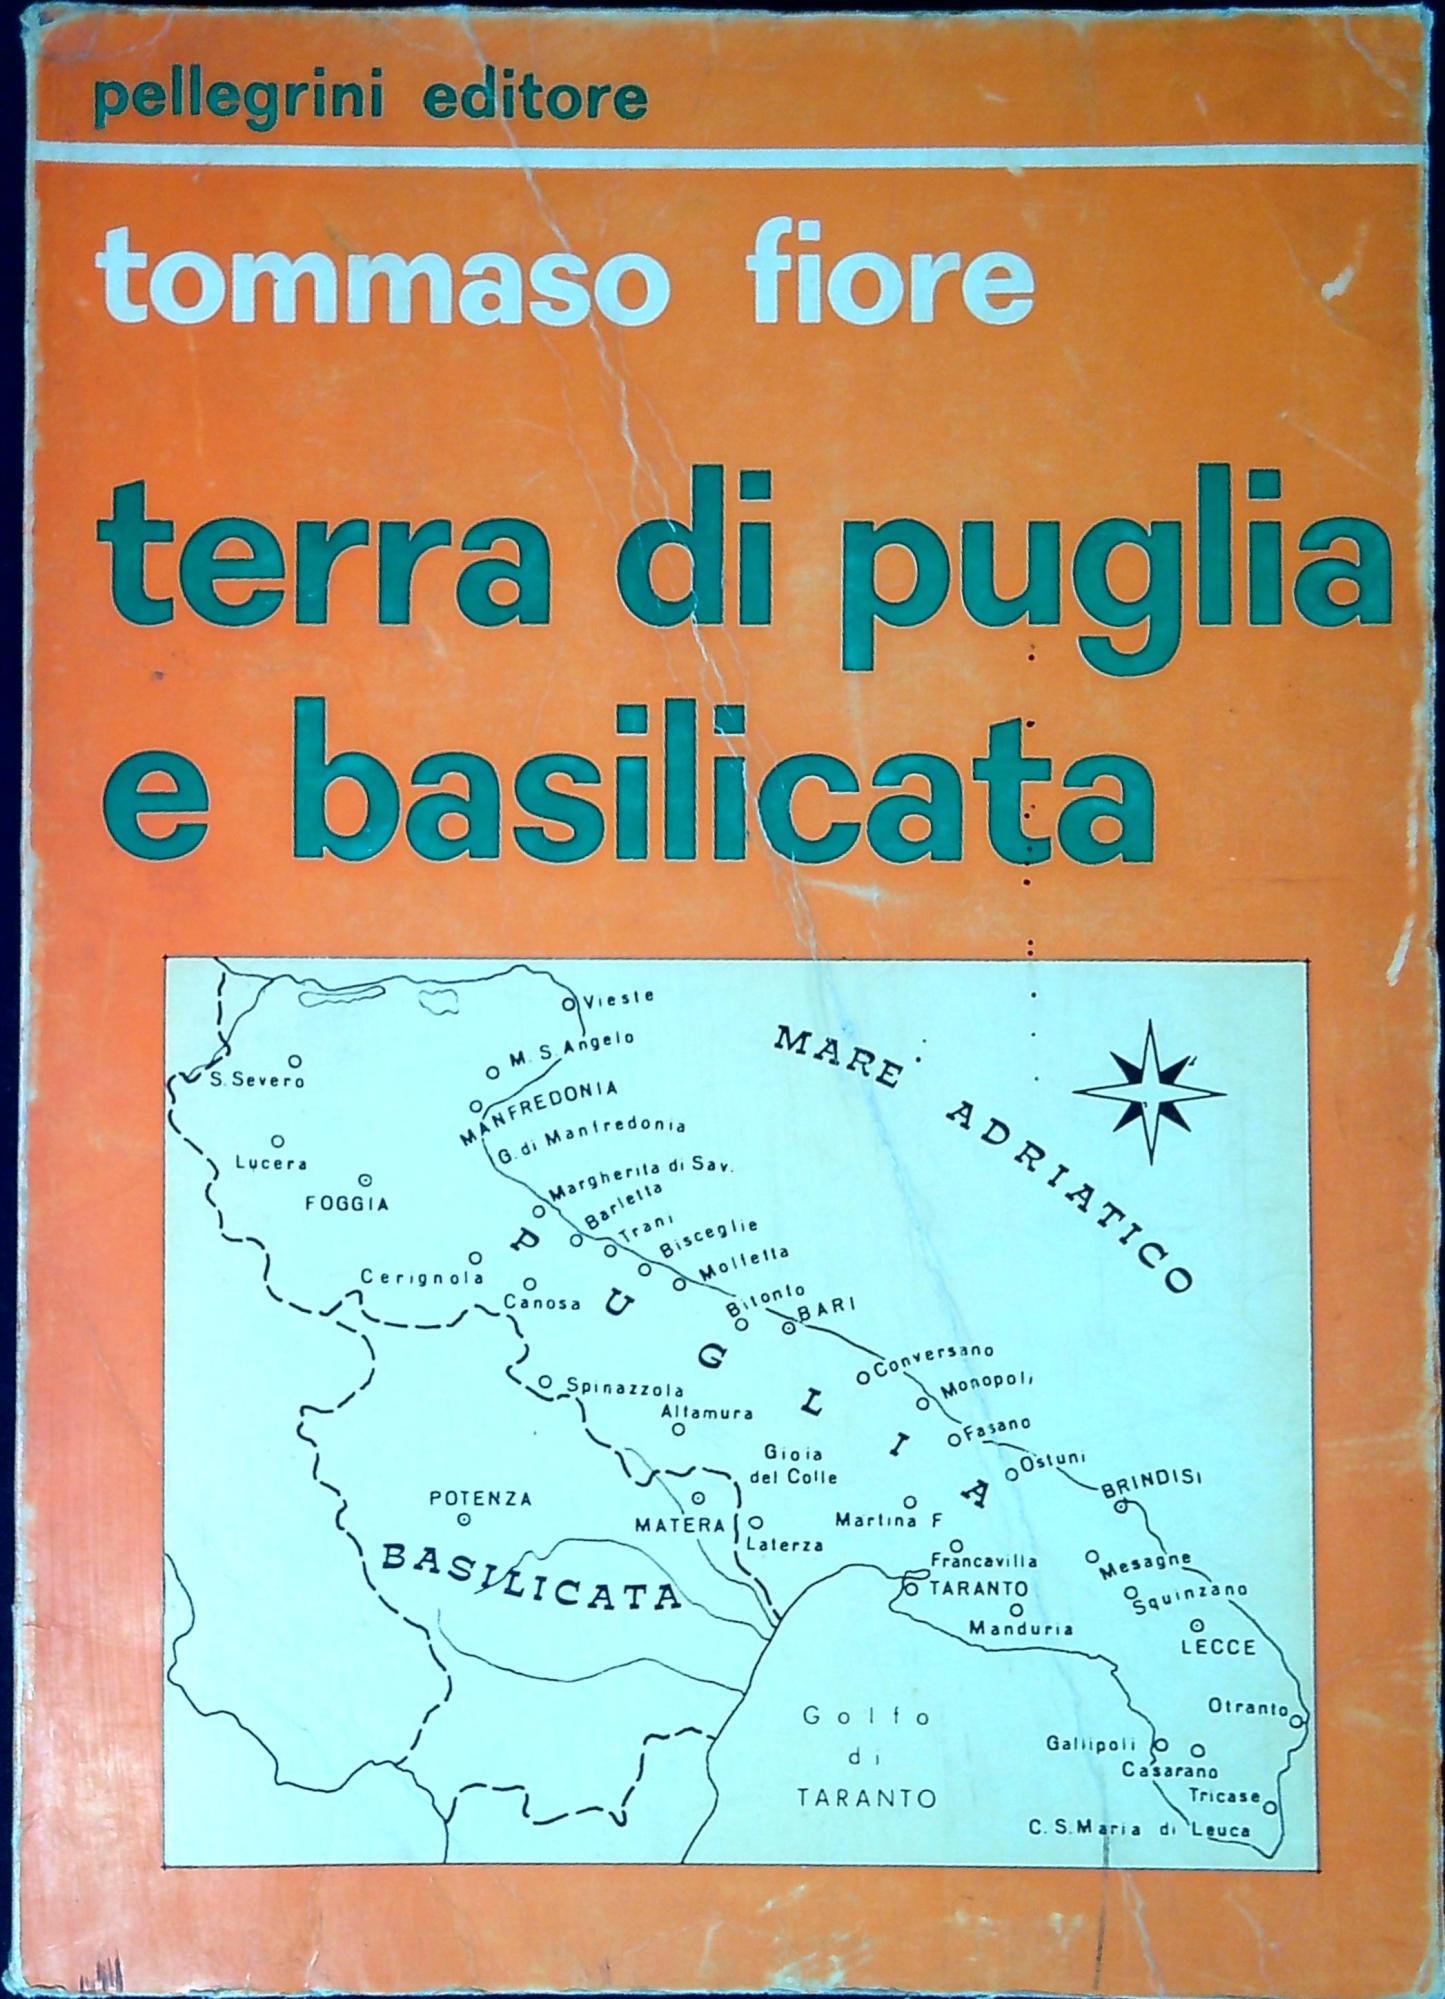 pellegrini editore
tommaso fiore
terra di puglia
e basilicata
Vieste
M. S. Angelo
MARE ADRIATICO
S. Severo
MANFREDONIA
G. di Manfredonia
Lucera
Margherita di Sav.
FOGGIA
Barletta
Trani
Bisceglie
Cerignola
Molfetta
Canosa
PUGLIA
Bitonto
BARI
Conversano
Spinazzola
Monopoli
Altamura
Fasano
Gioia
del Colle
Ostuni
BRINDISI
POTENZA
MATERA
Martina F
Laterza
BASILICATA
Francavilla
Mesagne
TARANTO
Squinzano
Manduria
LECCE
Otranto
Golfo
di
TARANTO
Gallipoli
Casarano
Tricase
C. S. Maria di Leuca